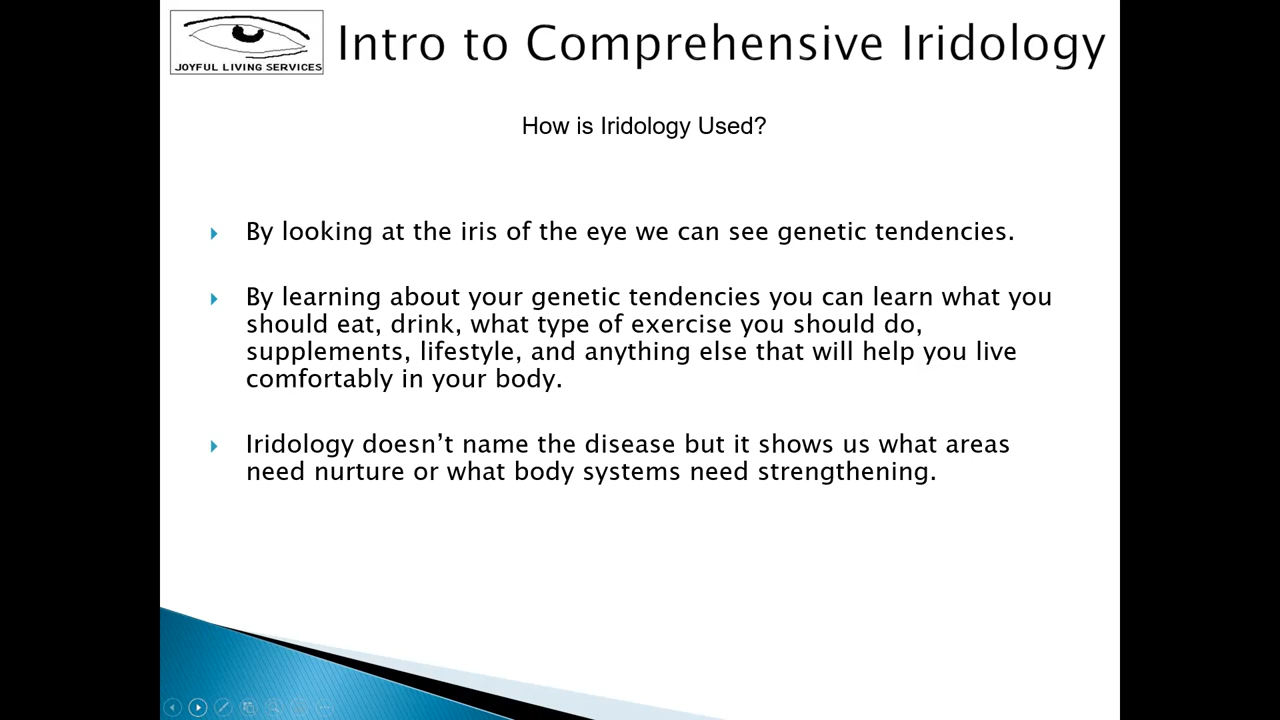 JOYFUL LIVING SERVICES
Intro to Comprehensive Iridology
How is Iridology Used?
By looking at the iris of the eye we can see genetic tendencies.
By learning about your genetic tendencies you can learn what you
should eat, drink, what type of exercise you should do,
supplements, lifestyle, and anything else that will help you live
comfortably in your body.
Iridology doesn’t name the disease but it shows us what areas
need nurture or what body systems need strengthening.